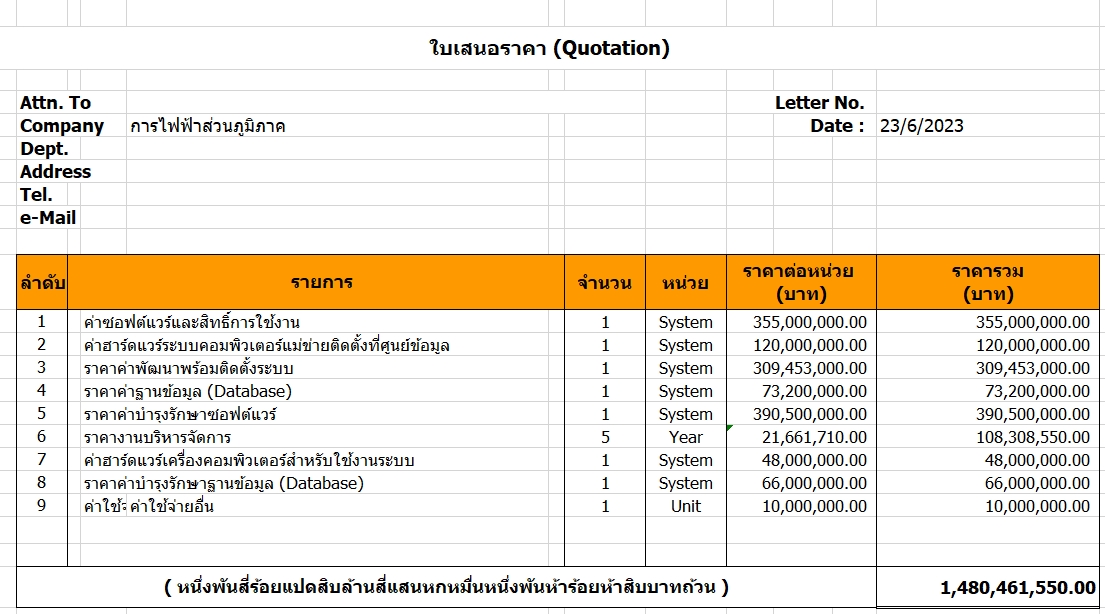 ใบเสนอราคา (Quotation)
Attn. To Letter No.
Company การไฟฟ้าส่วนภูมิภาค Date : 23/6/2023
Dept.
Address
Tel.
e-Mail
ลำดับ รายการ จำนวน หน่วย ราคาต่อหน่วย (บาท) ราคารวม (บาท)
1 ค่าซอฟต์แวร์และสิทธิ์การใช้งาน 1 System 355,000,000.00 355,000,000.00
2 ค่าฮาร์ดแวร์ระบบคอมพิวเตอร์แม่ข่ายติดตั้งที่ศูนย์ข้อมูล 1 System 120,000,000.00 120,000,000.00
3 ราคาค่าพัฒนาพร้อมติดตั้งระบบ 1 System 309,453,000.00 309,453,000.00
4 ราคาค่าฐานข้อมูล (Database) 1 System 73,200,000.00 73,200,000.00
5 ราคาค่าบำรุงรักษาซอฟต์แวร์ 1 System 390,500,000.00 390,500,000.00
6 ราคางานบริหารจัดการ 5 Year 21,661,710.00 108,308,550.00
7 ค่าฮาร์ดแวร์เครื่องคอมพิวเตอร์สำหรับใช้งานระบบ 1 System 48,000,000.00 48,000,000.00
8 ราคาค่าบำรุงรักษาฐานข้อมูล (Database) 1 System 66,000,000.00 66,000,000.00
9 ค่าใช้จ ค่าใช้จ่ายอื่น 1 Unit 10,000,000.00 10,000,000.00
( หนึ่งพันสี่ร้อยแปดสิบล้านสี่แสนหกหมื่นหนึ่งพันห้าร้อยห้าสิบบาทถ้วน ) 1,480,461,550.00